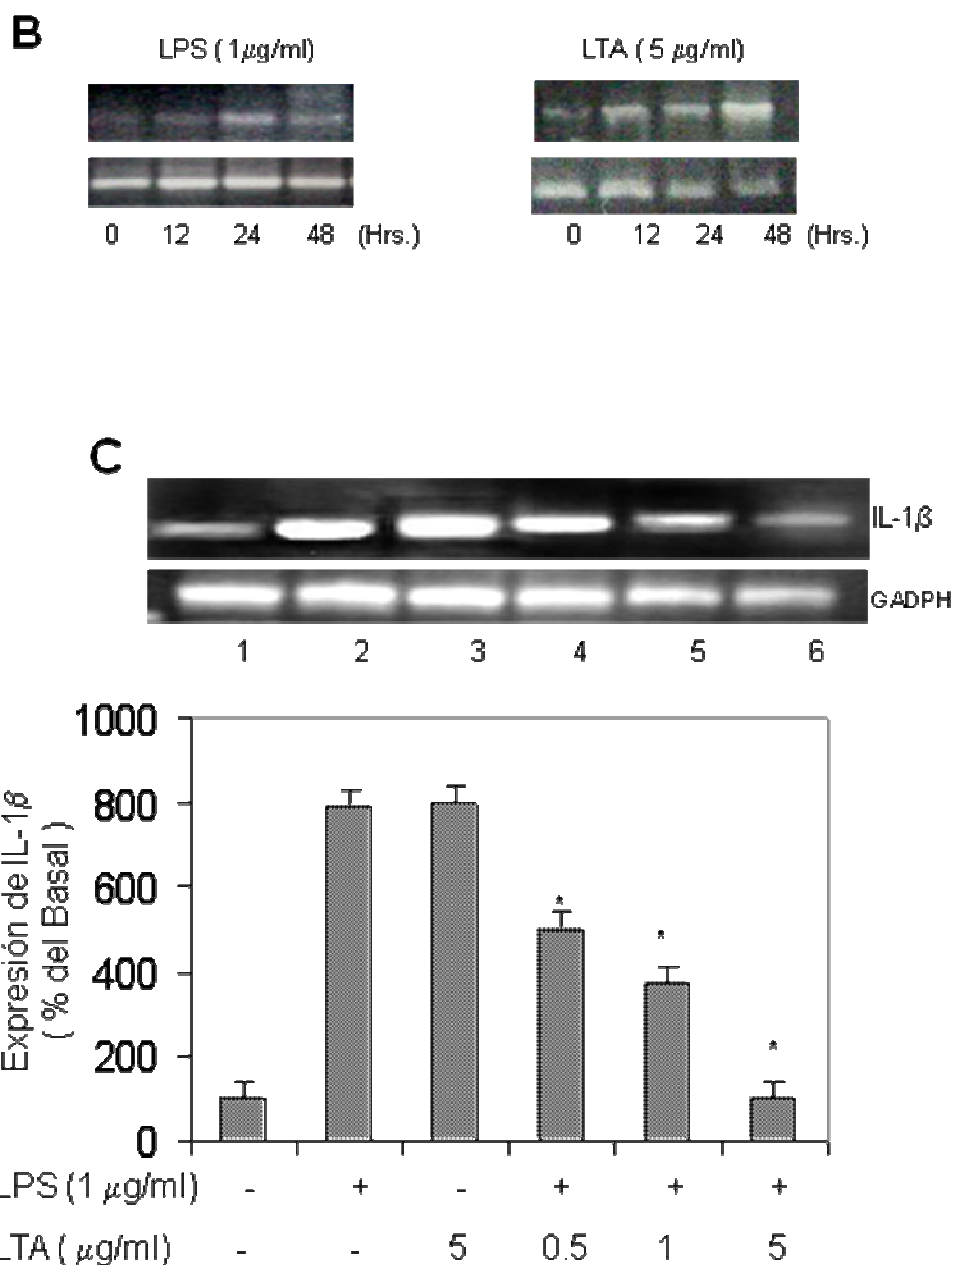 B
LPS ( 1μg/ml)
LTA ( 5 μg/ml)
0 12 24 48 (Hrs.)
0 12 24 48 (Hrs.)
C
IL-1β
GADPH
1 2 3 4 5 6
1000
800
600
400
200
0
Expresión de IL-1β
( % del Basal )
* * *
LPS (1 μg/ml) - + - + + +
LTA ( μg/ml) - - 5 0.5 1 5